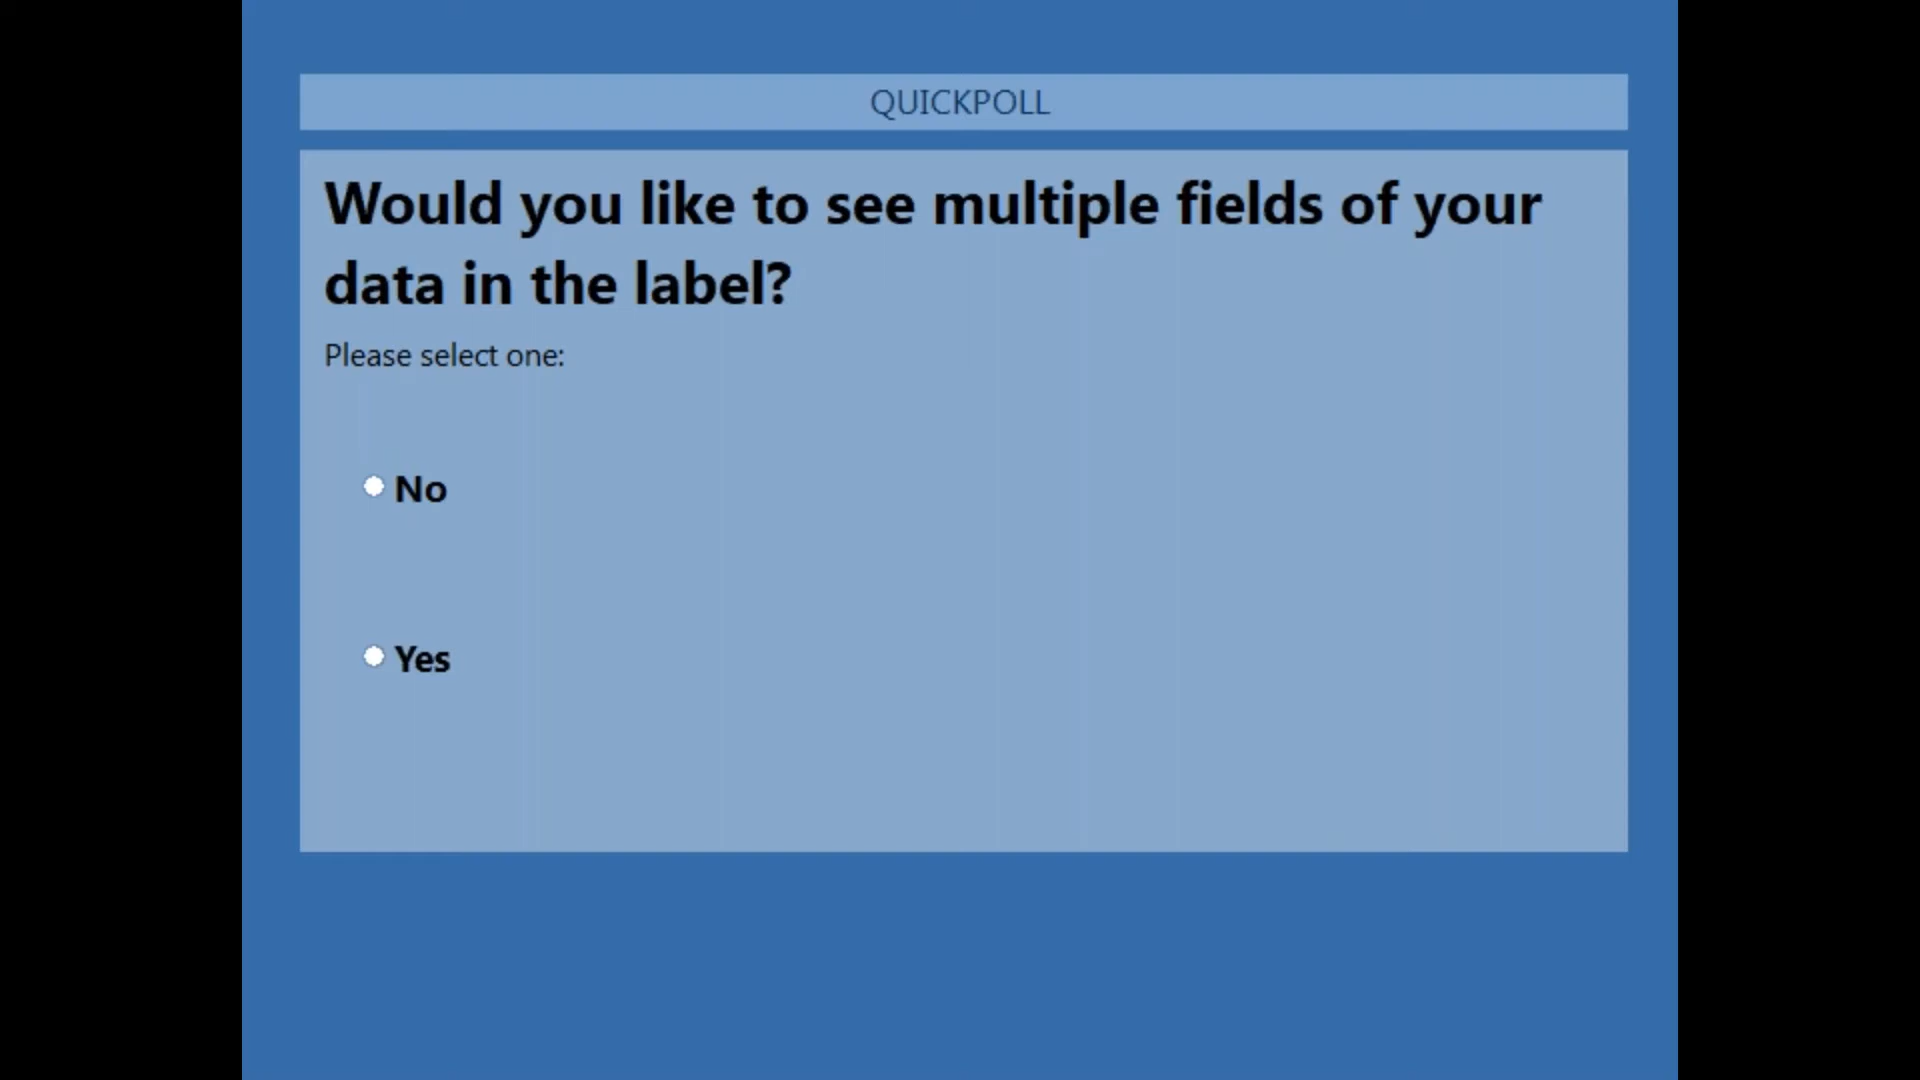 QUICKPOLL
Would you like to see multiple fields of your
data in the label?
Please select one:
No
Yes